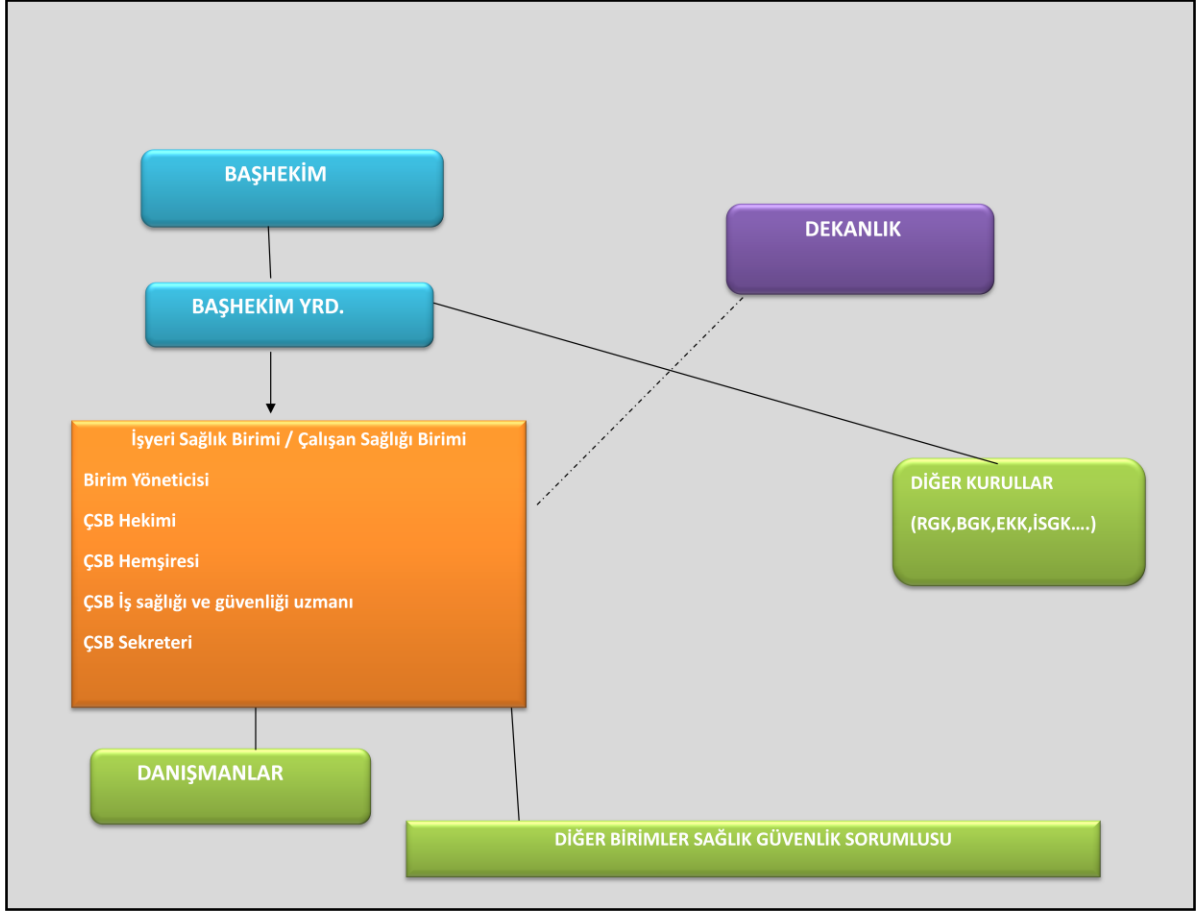 BAŞHEKİM
DEKANLIK
BAŞHEKİM YRD.
İşyeri Sağlık Birimi / Çalışan Sağlığı Birimi
Birim Yöneticisi
ÇSB Hekimi
ÇSB Hemşiresi
ÇSB İş sağlığı ve güvenliği uzmanı
ÇSB Sekreteri
DİĞER KURULLAR
(RGK,BGK,EKK,İSGK….)
DANIŞMANLAR
DİĞER BİRİMLER SAĞLIK GÜVENLİK SORUMLUSU